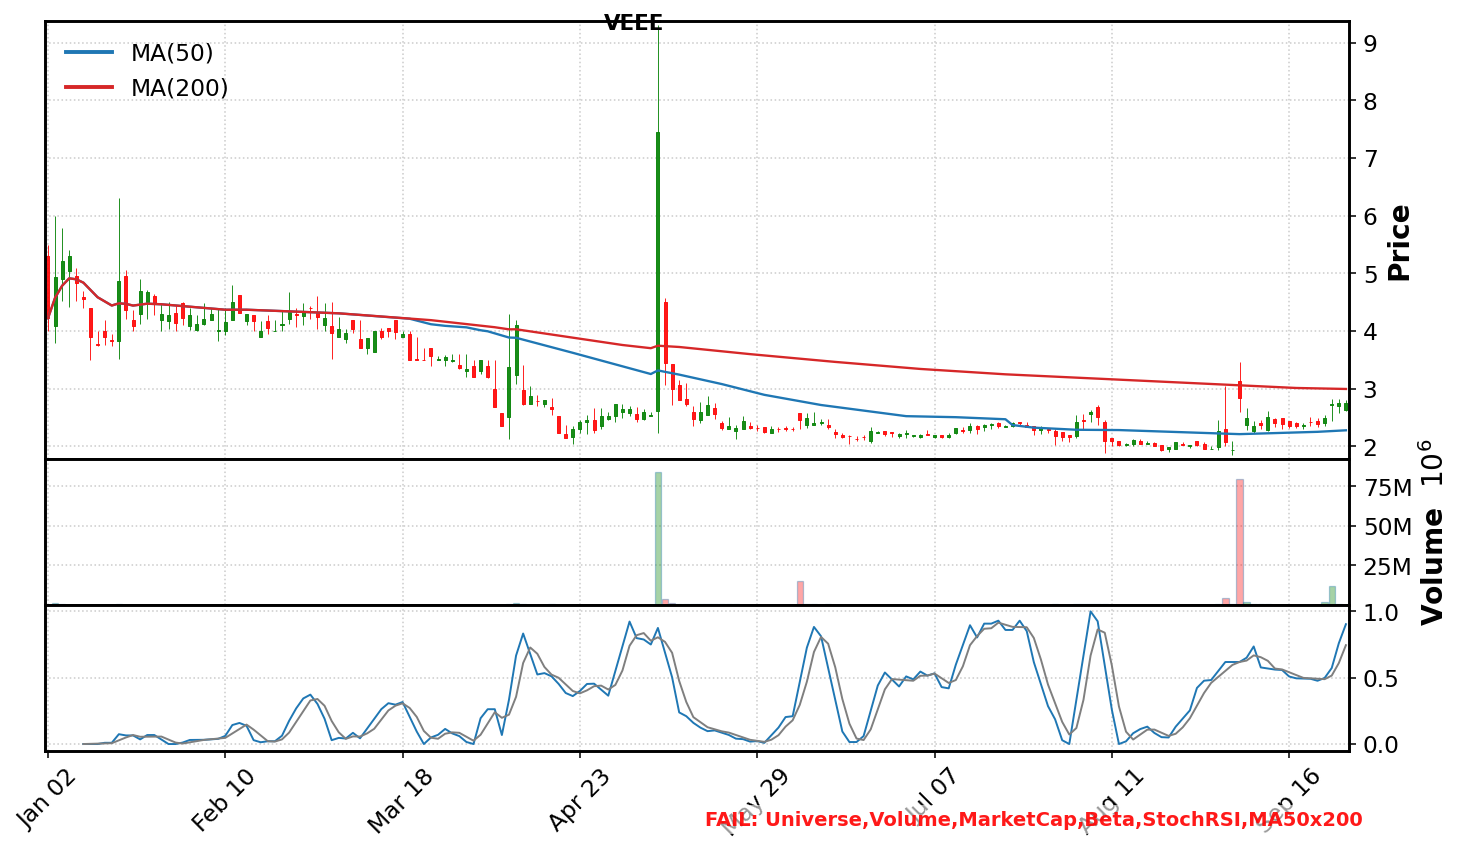 VEEE
MA(50)
MA(200)
9
8
7
6
5
4
3
2
Price
75M
50M
25M
Volume 10^6
1.0
0.5
0.0
Jan 02
Feb 10
Mar 18
Apr 23
May 29
Jul 07
Aug 11
Sep 16
FAIL: Universe,Volume,MarketCap,Beta,StochRSI,MA50x200